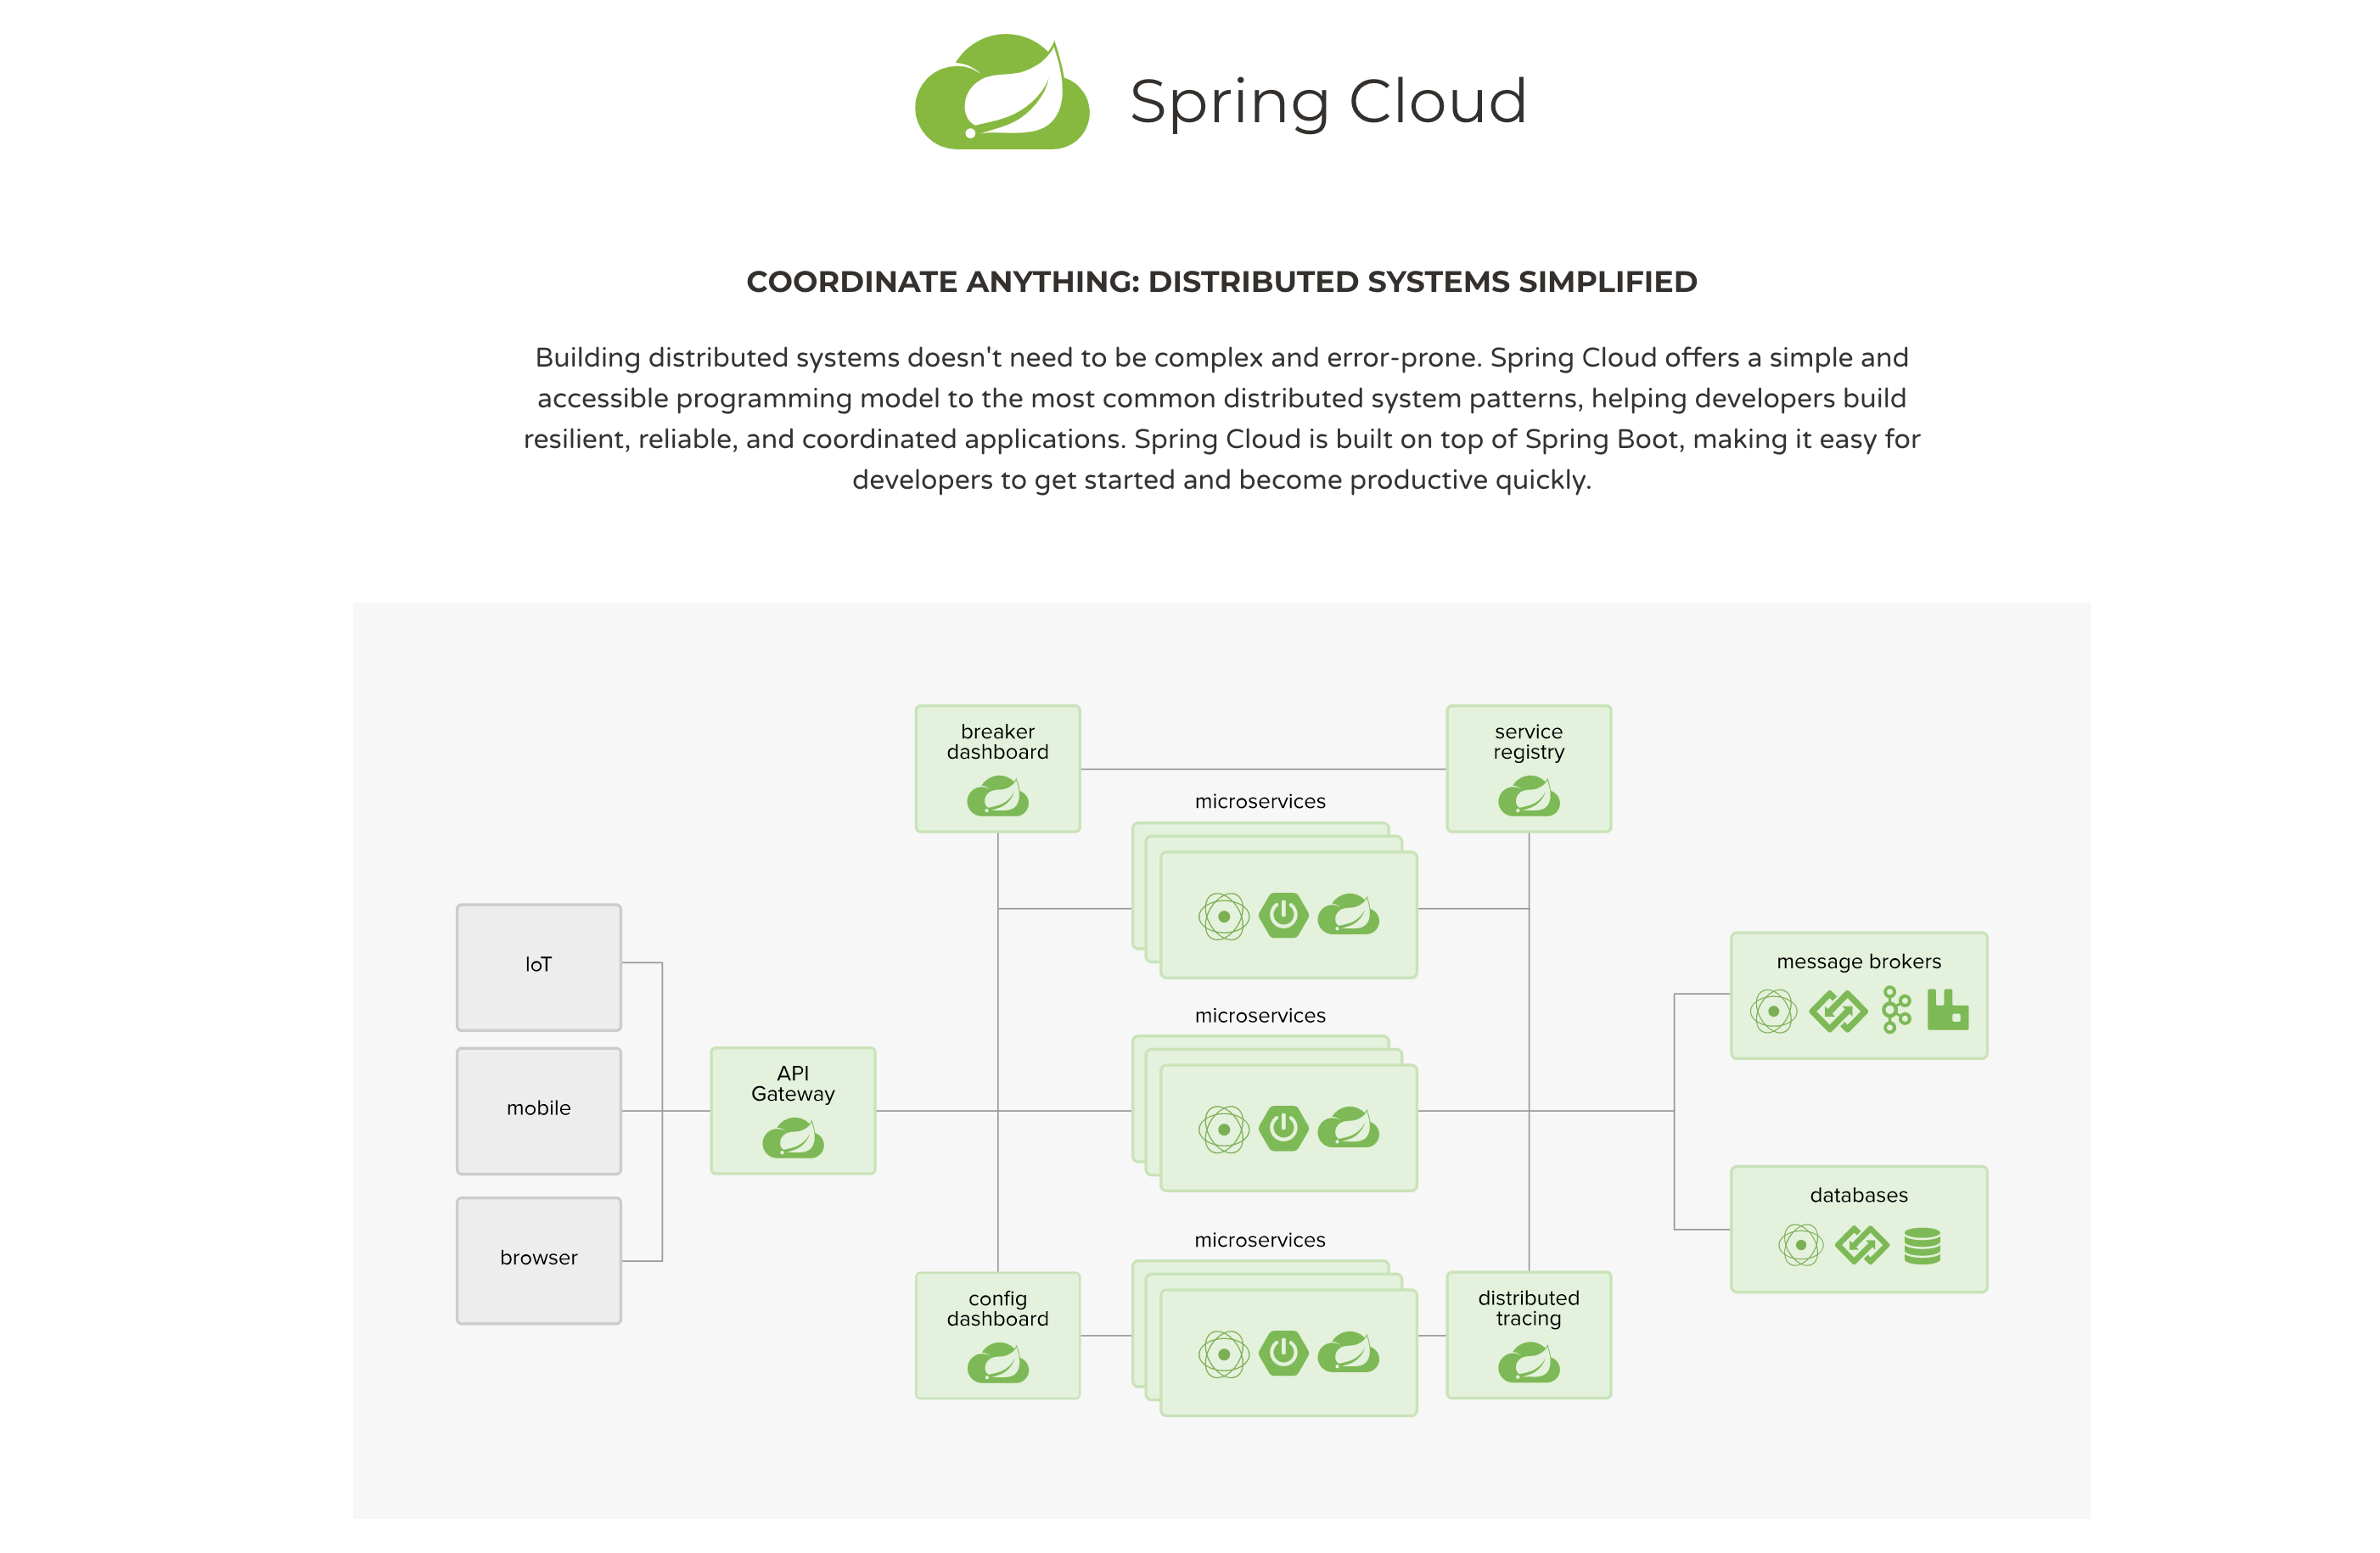 Spring Cloud
COORDINATE ANYTHING: DISTRIBUTED SYSTEMS SIMPLIFIED
Building distributed systems doesn't need to be complex and error-prone. Spring Cloud offers a simple and
accessible programming model to the most common distributed system patterns, helping developers build
resilient, reliable, and coordinated applications. Spring Cloud is built on top of Spring Boot, making it easy for
developers to get started and become productive quickly.
breaker
dashboard
service
registry
microservices
IoT
message brokers
microservices
API
Gateway
mobile
databases
microservices
browser
config
dashboard
distributed
tracing